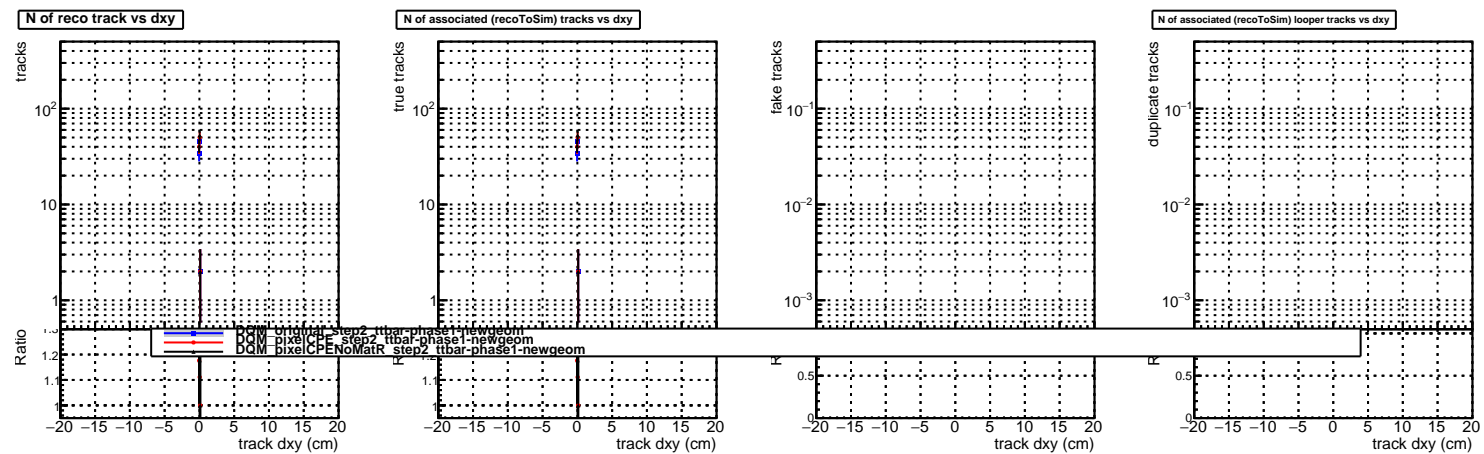 N of reco track vs dxy
tracks
10²
10
1
Ratio
1.3
1.2
1.1
1
−20 −15 −10 −5 0 5 10 15 20
track dxy (cm)
N of associated (recoToSim) tracks vs dxy
true tracks
10²
10
1
1.2
1.1
1
−20 −15 −10 −5 0 5 10 15 20
track dxy (cm)
fake tracks
10⁻¹
10⁻²
10⁻³
0.5
0
−20 −15 −10 −5 0 5 10 15 20
track dxy (cm)
N of associated (recoToSim) looper tracks vs dxy
duplicate tracks
10⁻¹
10⁻²
10⁻³
0.5
0
−20 −15 −10 −5 0 5 10 15 20
track dxy (cm)
DQM_original_step2_ttbar-phase1-newgeom
DQM_pixelCPE_step2_ttbar-phase1-newgeom
DQM_pixelCPENoMatR_step2_ttbar-phase1-newgeom